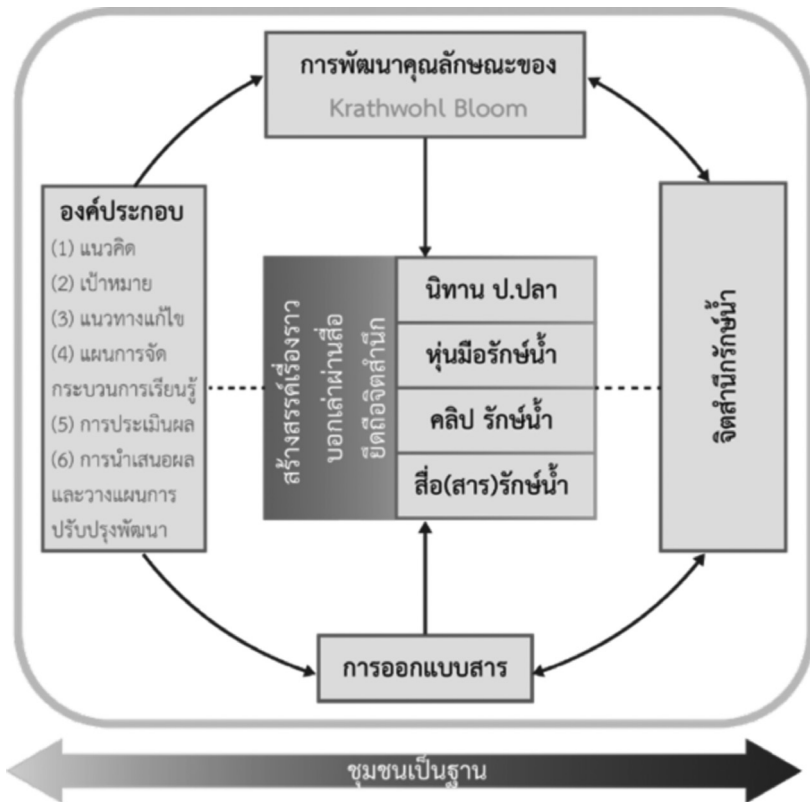 การพัฒนาคุณลักษณะของ
Krathwohl Bloom
องค์ประกอบ
(1) แนวคิด
(2) เป้าหมาย
(3) แนวทางแก้ไข
(4) แผนการจัด
กระบวนการเรียนรู้
(5) การประเมินผล
(6) การนำเสนอผล
และวางแผนการ
ปรับปรุงพัฒนา
สร้างสรรค์เรื่องราว
บอกเล่าผ่านสื่อ
ยึดถือจิตสำนึก
นิทาน ป.ปลา
หุ่นมือรักษ์น้ำ
คลิป รักษ์น้ำ
สื่อ(สาร)รักษ์น้ำ
จิตสำนึกรักษ์น้ำ
การออกแบบสาร
ชุมชนเป็นฐาน